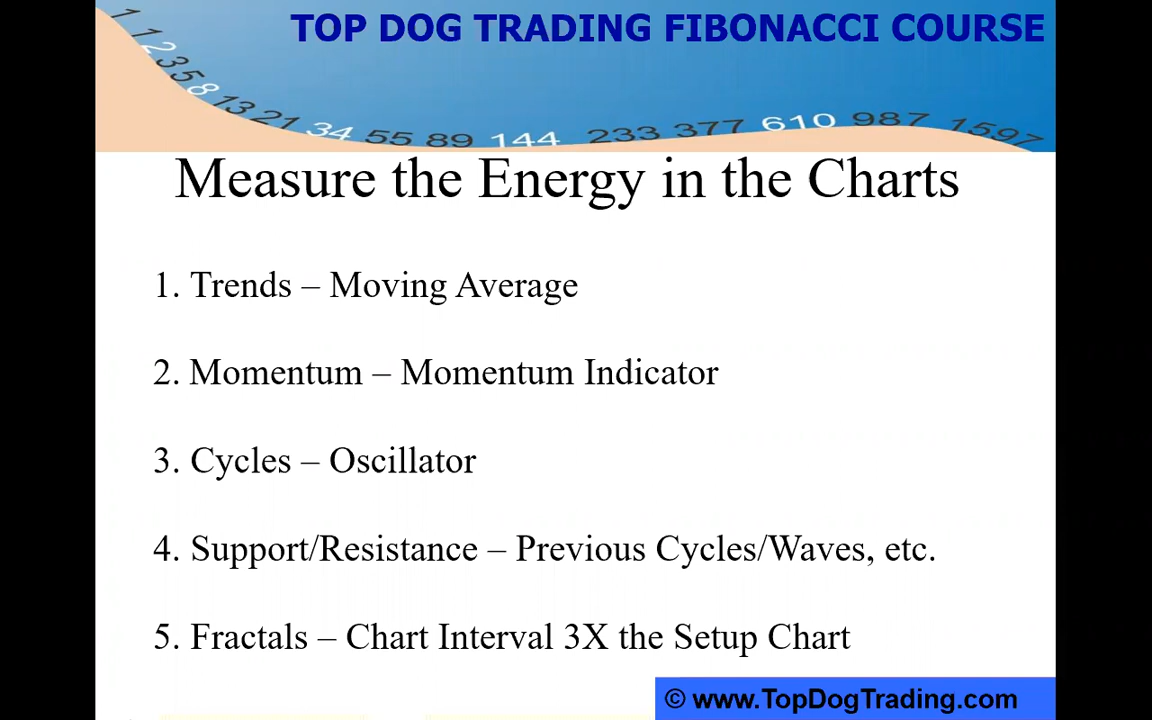 TOP DOG TRADING FIBONACCI COURSE
1 1 2 3 5 8 13 21 34 55 89 144 233 377 610 987 1597
Measure the Energy in the Charts
1. Trends – Moving Average
2. Momentum – Momentum Indicator
3. Cycles – Oscillator
4. Support/Resistance – Previous Cycles/Waves, etc.
5. Fractals – Chart Interval 3X the Setup Chart
© www.TopDogTrading.com